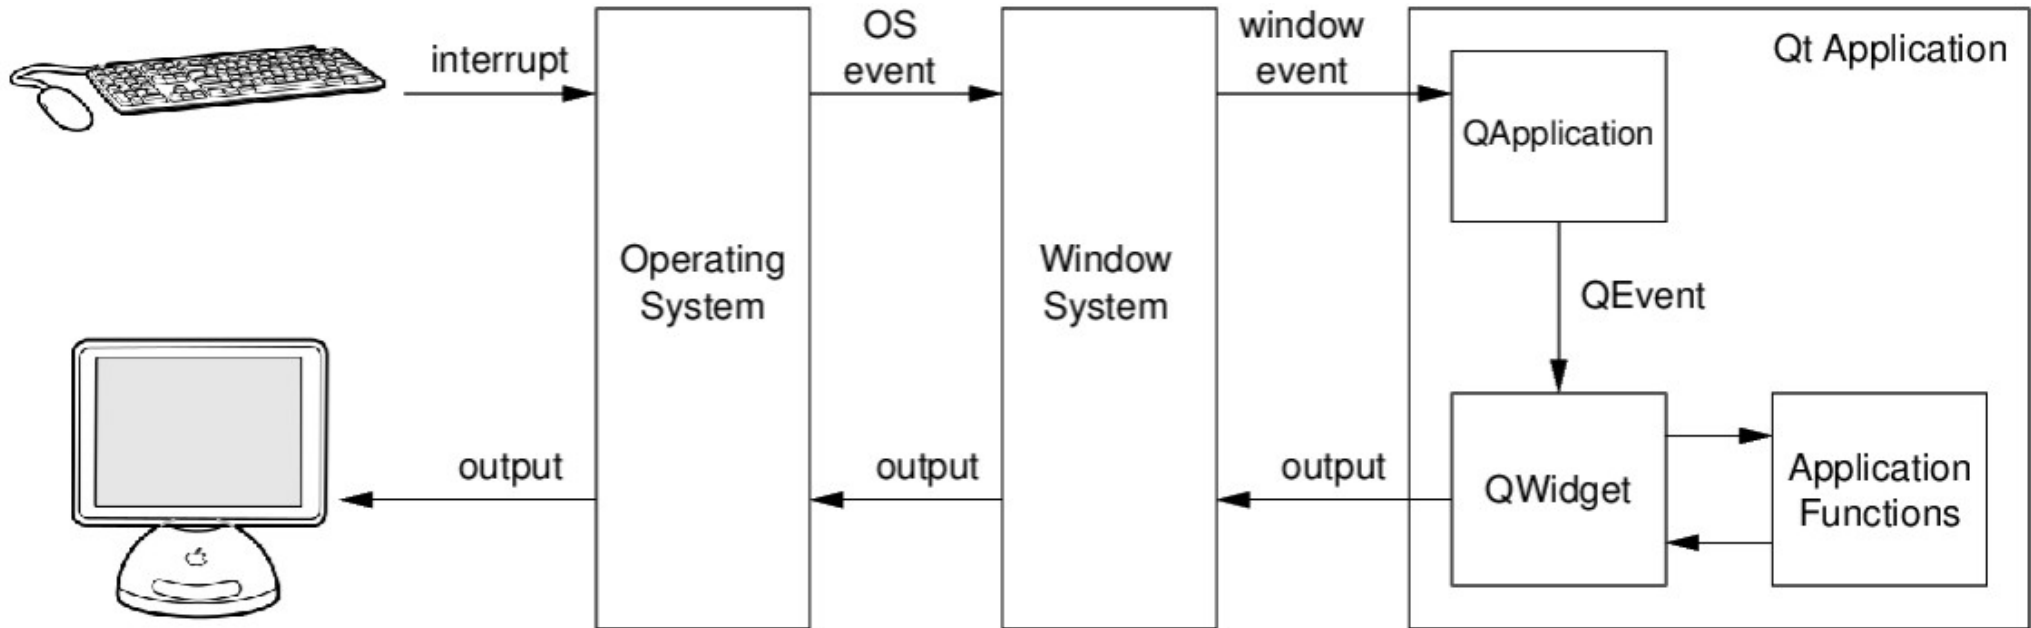 interrupt
OS
event
window
event
Qt Application
QApplication
Operating
System
Window
System
QEvent
output
output
output
QWidget
Application
Functions